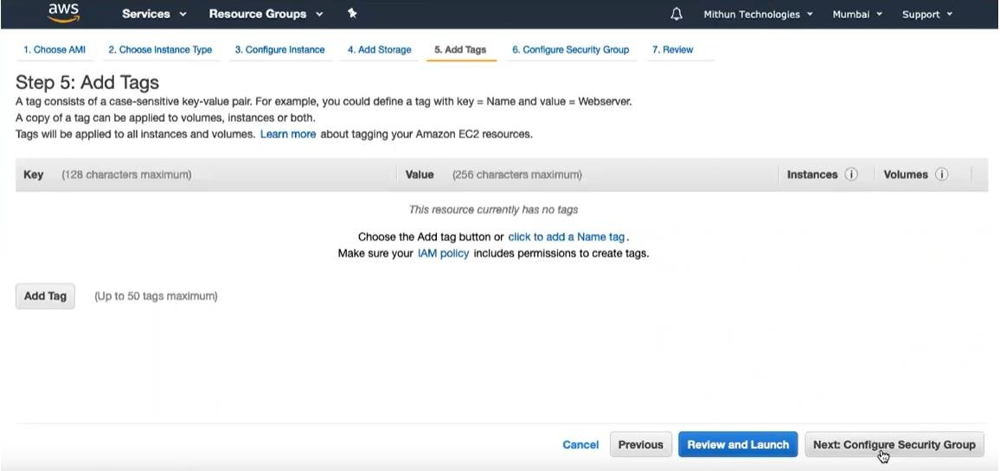 aws Services Resource Groups Mithun Technologies Mumbai Support
1. Choose AMI 2. Choose Instance Type 3. Configure Instance 4. Add Storage 5. Add Tags 6. Configure Security Group 7. Review
Step 5: Add Tags
A tag consists of a case-sensitive key-value pair. For example, you could define a tag with key = Name and value = Webserver.
A copy of a tag can be applied to volumes, instances or both.
Tags will be applied to all instances and volumes. Learn more about tagging your Amazon EC2 resources.
Key (128 characters maximum) Value (256 characters maximum) Instances i Volumes i
This resource currently has no tags
Choose the Add tag button or click to add a Name tag.
Make sure your IAM policy includes permissions to create tags.
Add Tag (Up to 50 tags maximum)
Cancel Previous Review and Launch Next: Configure Security Group